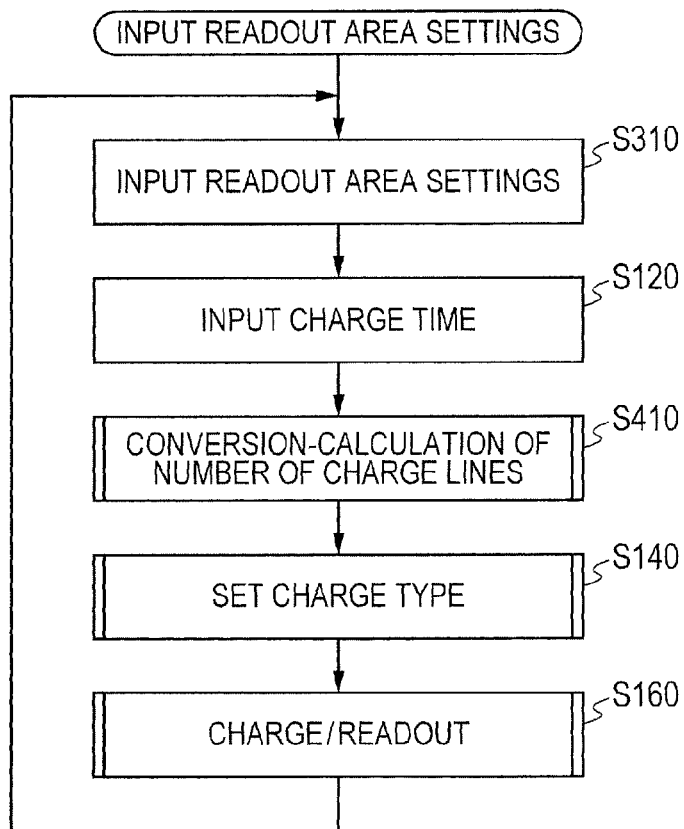 INPUT READOUT AREA SETTINGS
S310
INPUT READOUT AREA SETTINGS
S120
INPUT CHARGE TIME
S410
CONVERSION-CALCULATION OF
NUMBER OF CHARGE LINES
S140
SET CHARGE TYPE
S160
CHARGE/READOUT